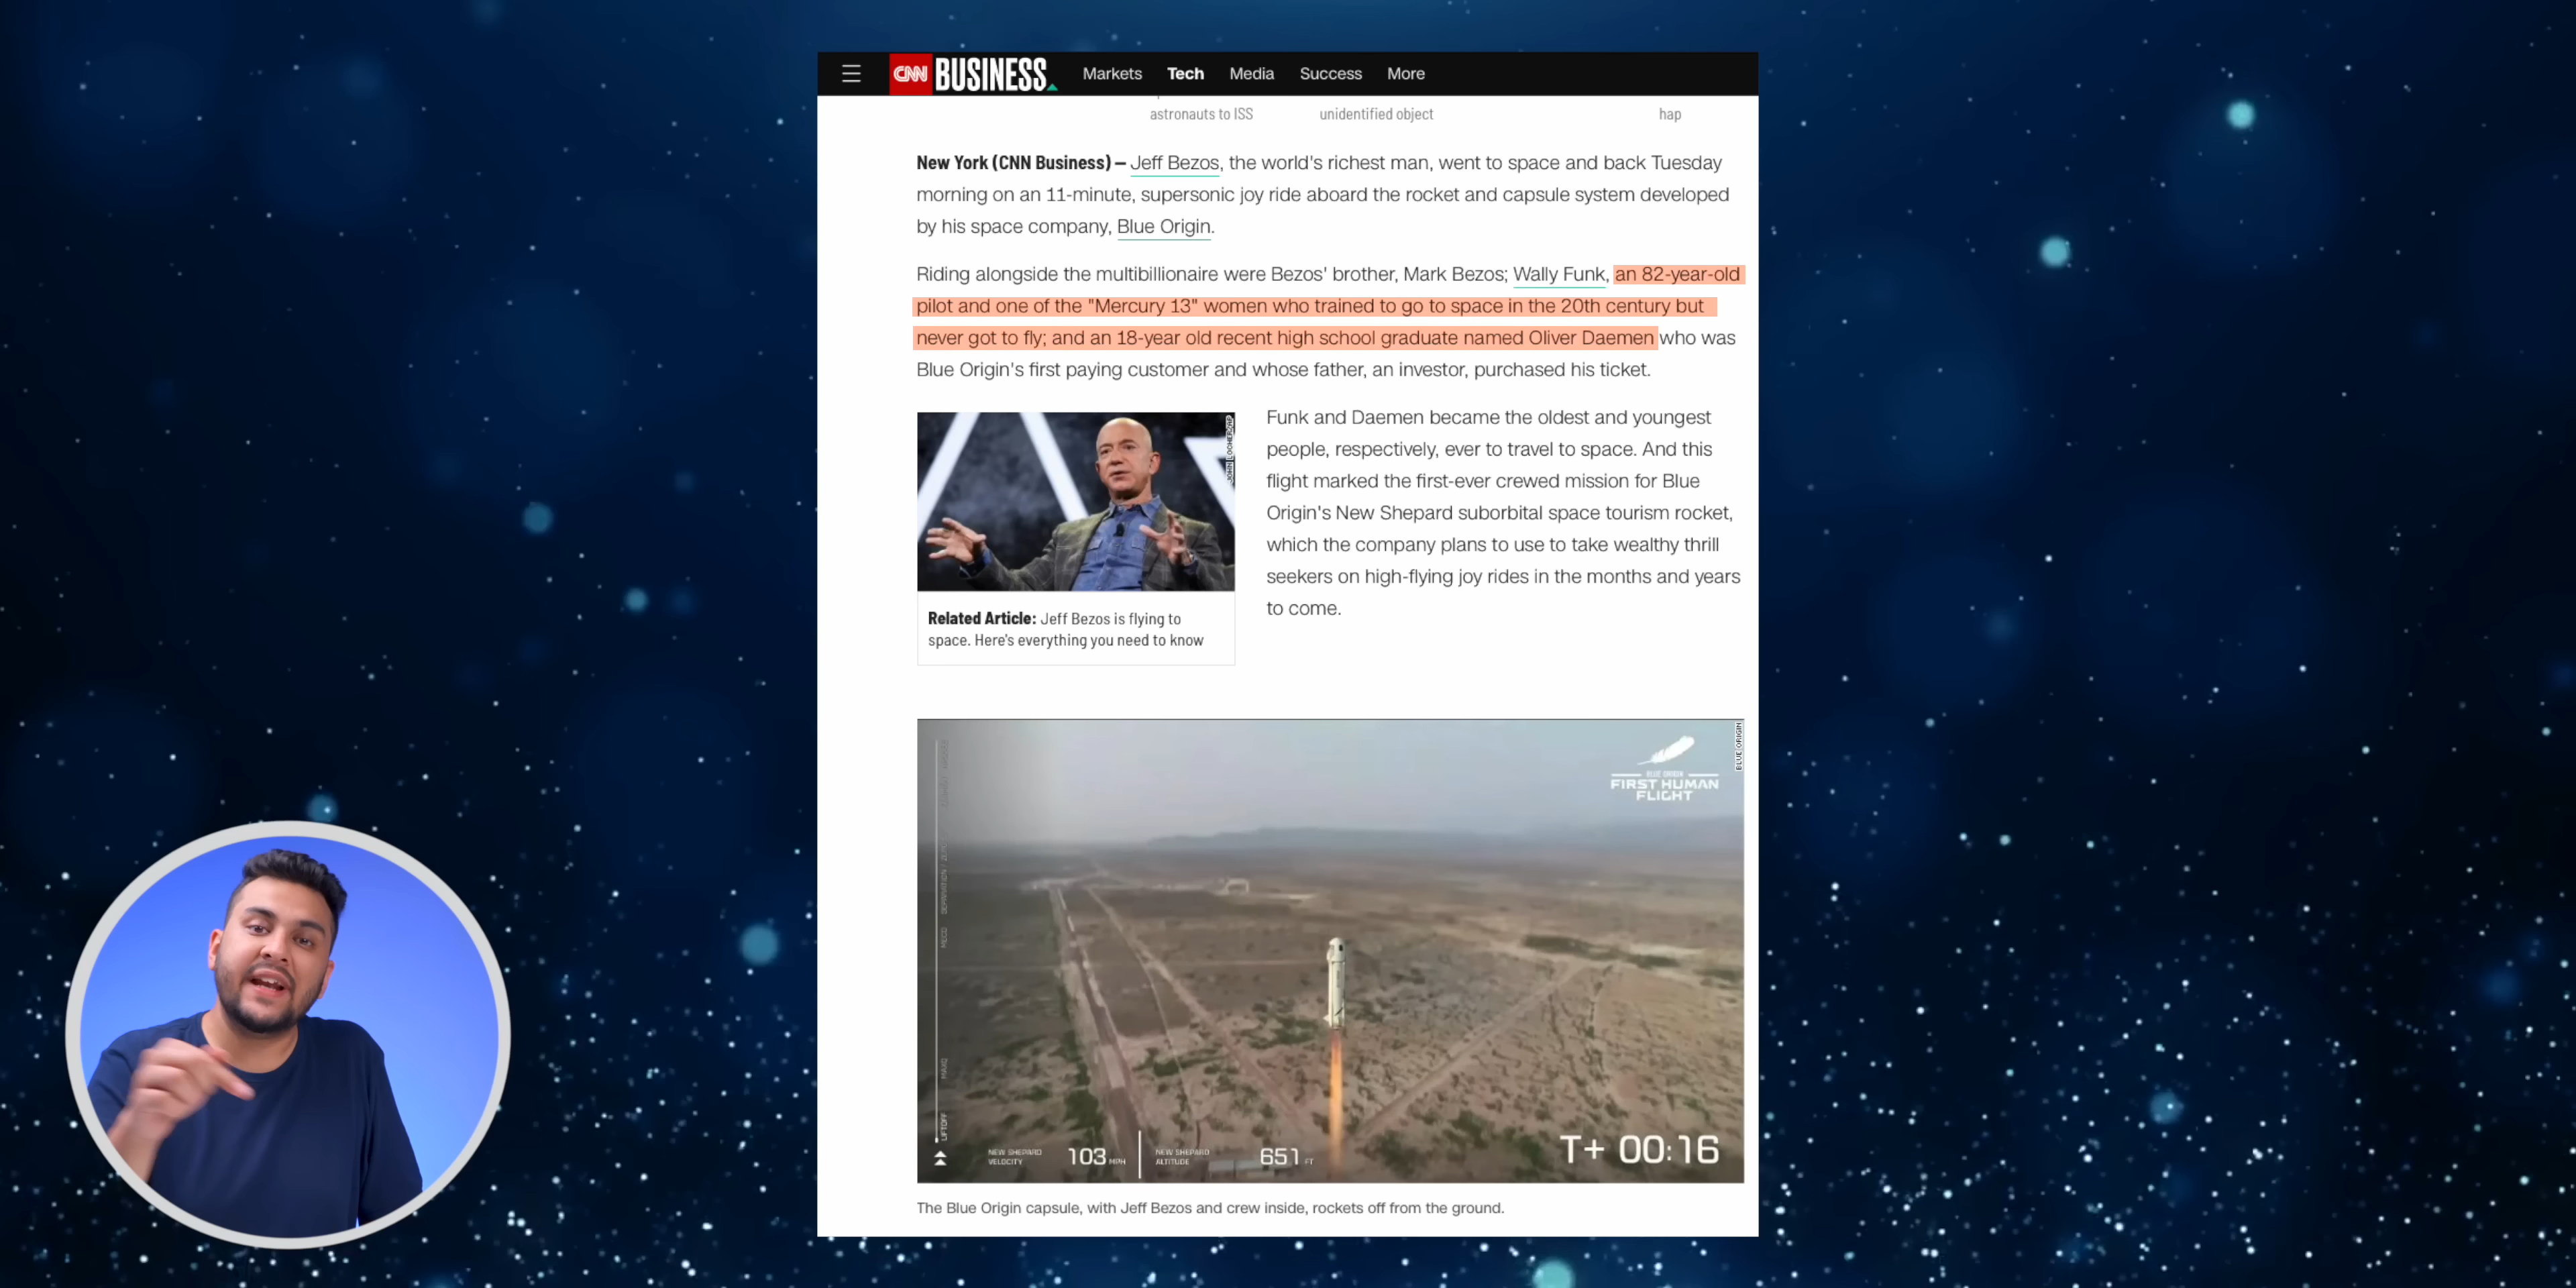 CNN BUSINESS Markets Tech Media Success More
astronauts to ISS unidentified object hap
New York (CNN Business) – Jeff Bezos, the world's richest man, went to space and back Tuesday
morning on an 11-minute, supersonic joy ride aboard the rocket and capsule system developed
by his space company, Blue Origin.
Riding alongside the multibillionaire were Bezos' brother, Mark Bezos; Wally Funk, an 82-year-old
pilot and one of the "Mercury 13" women who trained to go to space in the 20th century but
never got to fly; and an 18-year old recent high school graduate named Oliver Daemen who was
Blue Origin's first paying customer and whose father, an investor, purchased his ticket.
JOHN LOCHER/AP
Related Article: Jeff Bezos is flying to
space. Here's everything you need to know
Funk and Daemen became the oldest and youngest
people, respectively, ever to travel to space. And this
flight marked the first-ever crewed mission for Blue
Origin's New Shepard suborbital space tourism rocket,
which the company plans to use to take wealthy thrill
seekers on high-flying joy rides in the months and years
to come.
BLUE ORIGIN
BLUE ORIGIN
FIRST HUMAN
FLIGHT
MECO
MAX Q
LIFTOFF
NEW SHEPARD
VELOCITY
103 MPH
NEW SHEPARD
ALTITUDE
651 FT
T+ 00:16
The Blue Origin capsule, with Jeff Bezos and crew inside, rockets off from the ground.